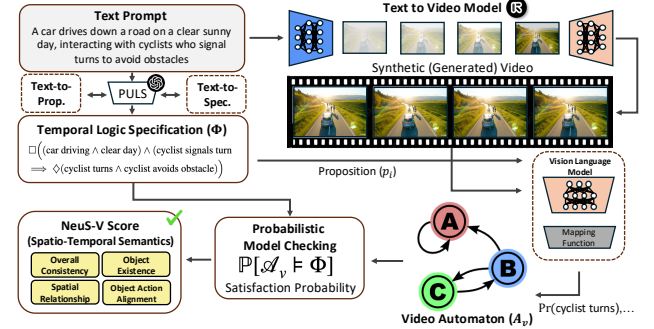 Text Prompt
A car drives down a road on a clear sunny
day, interacting with cyclists who signal
turns to avoid obstacles
Text to Video Model
Synthetic (Generated) Video
Text-to-
Prop.
PULS
Text-to-
Spec.
Temporal Logic Specification (Φ)
□((car driving ∧ clear day) ∧ (cyclist signals turn
⟹ ◊(cyclist turns ∧ cyclist avoids obstacle))
Proposition (pᵢ)
Vision Language
Model
Mapping
Function
NeuS-V Score
(Spatio-Temporal Semantics)
Overall
Consistency
Object
Existence
Spatial
Relationship
Object Action
Alignment
Probabilistic
Model Checking
ℙ[𝒜ᵥ ⊨ Φ]
Satisfaction Probability
A
B
C
Video Automaton (Aᵥ)
Pr(cyclist turns),...